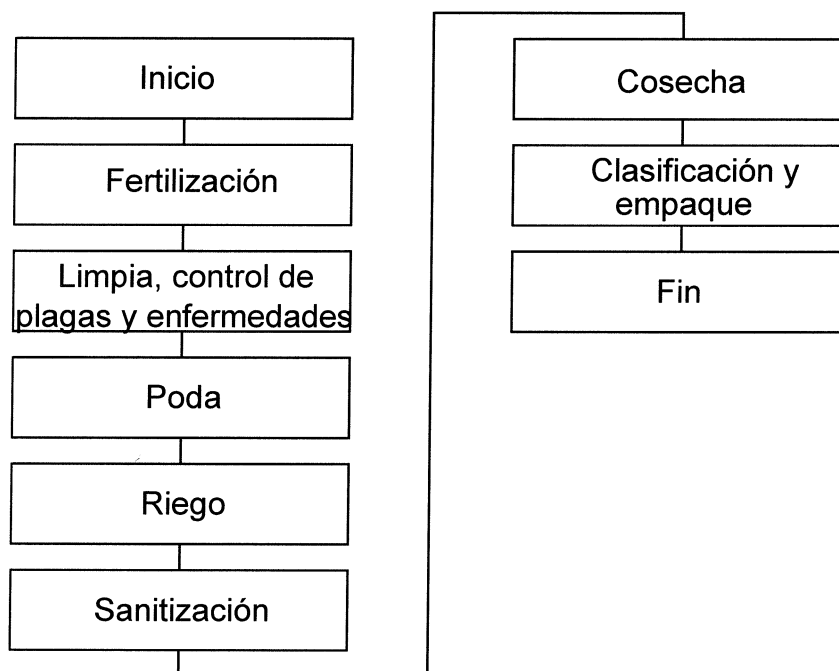 Inicio
Fertilización
Limpia, control de
plagas y enfermedades
Poda
Riego
Sanitización
Cosecha
Clasificación y
empaque
Fin